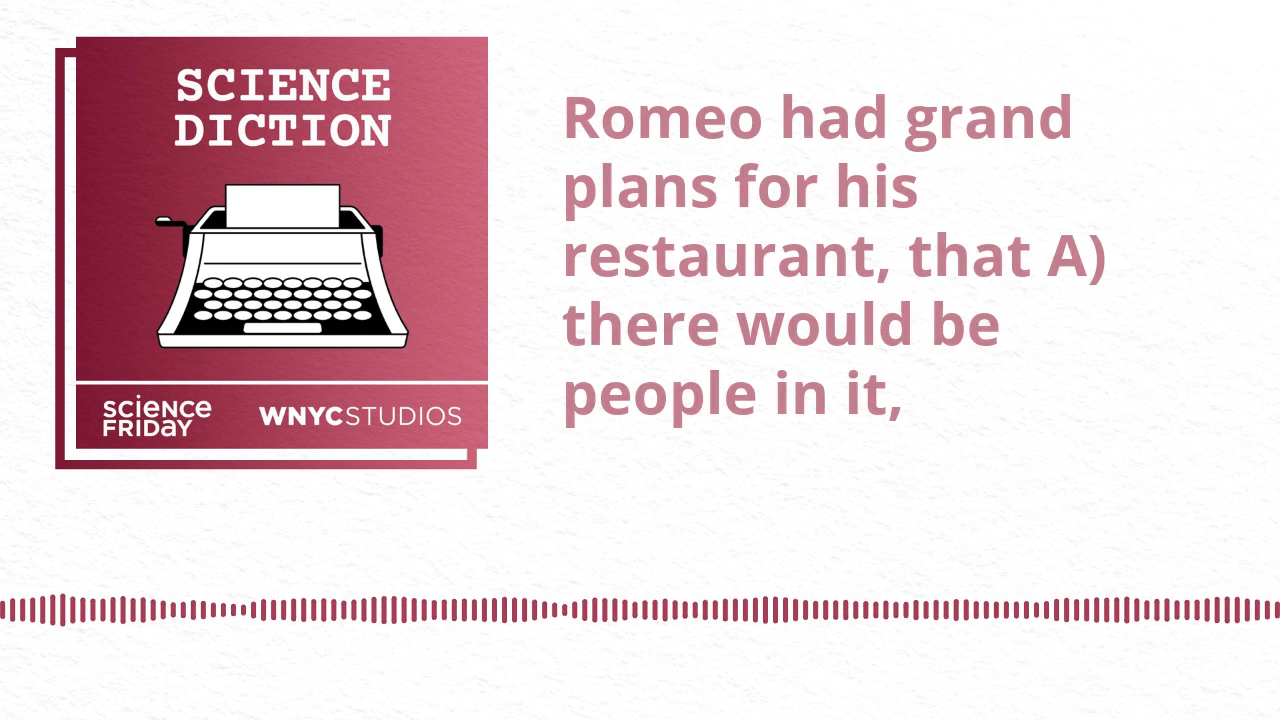 SCIENCE
DICTION
science
FRIDAY
WNYCSTUDIOS
Romeo had grand
plans for his
restaurant, that A)
there would be
people in it,